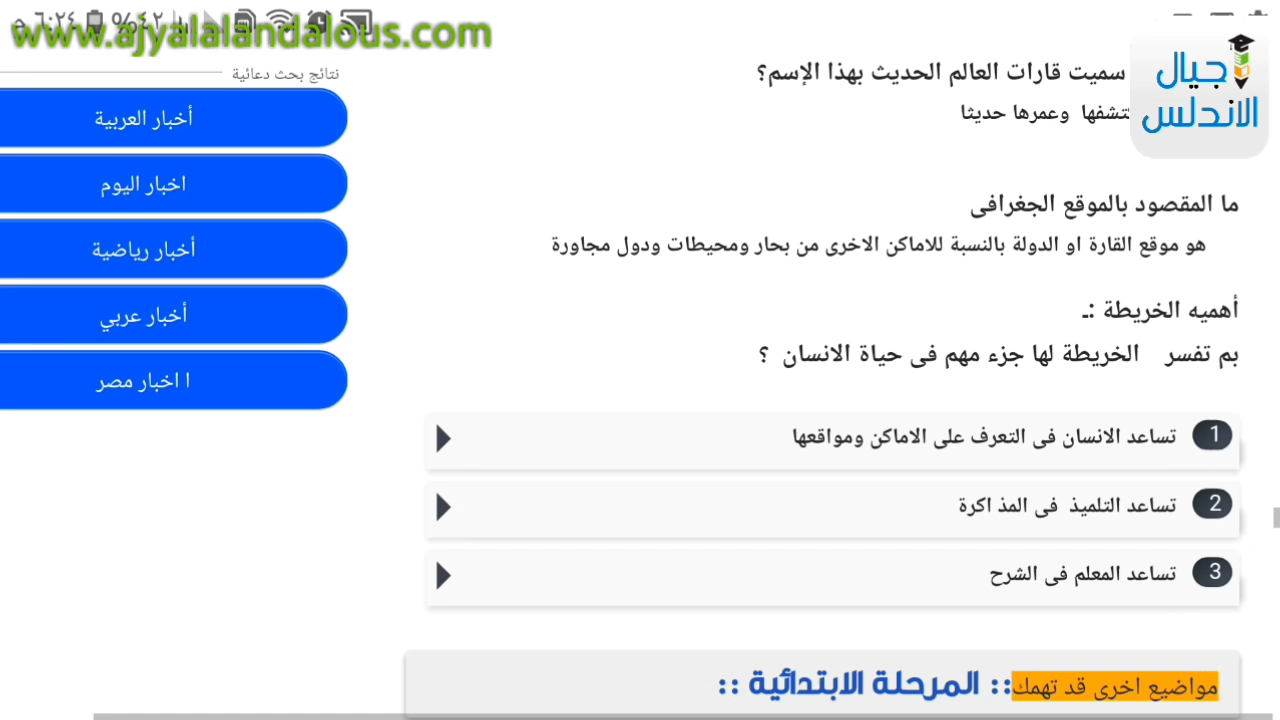 ٦:٢٤ م
٤٢%
www.ajyalalandalous.com
جيال
الاندلس
سميت قارات العالم الحديث بهذا الإسم؟
وعمرها حديثا
ما المقصود بالموقع الجغرافى
هو موقع القارة او الدولة بالنسبة للاماكن الاخرى من بحار ومحيطات ودول مجاورة
أهميه الخريطة :ـ
بم تفسر الخريطة لها جزء مهم فى حياة الانسان ؟
1 تساعد الانسان فى التعرف على الاماكن ومواقعها
2 تساعد التلميذ فى المذ اكرة
3 تساعد المعلم فى الشرح
مواضيع اخرى قد تهمك:: المرحلة الابتدائية ::
نتائج بحث دعائية
أخبار العربية
اخبار اليوم
أخبار رياضية
أخبار عربي
ا اخبار مصر